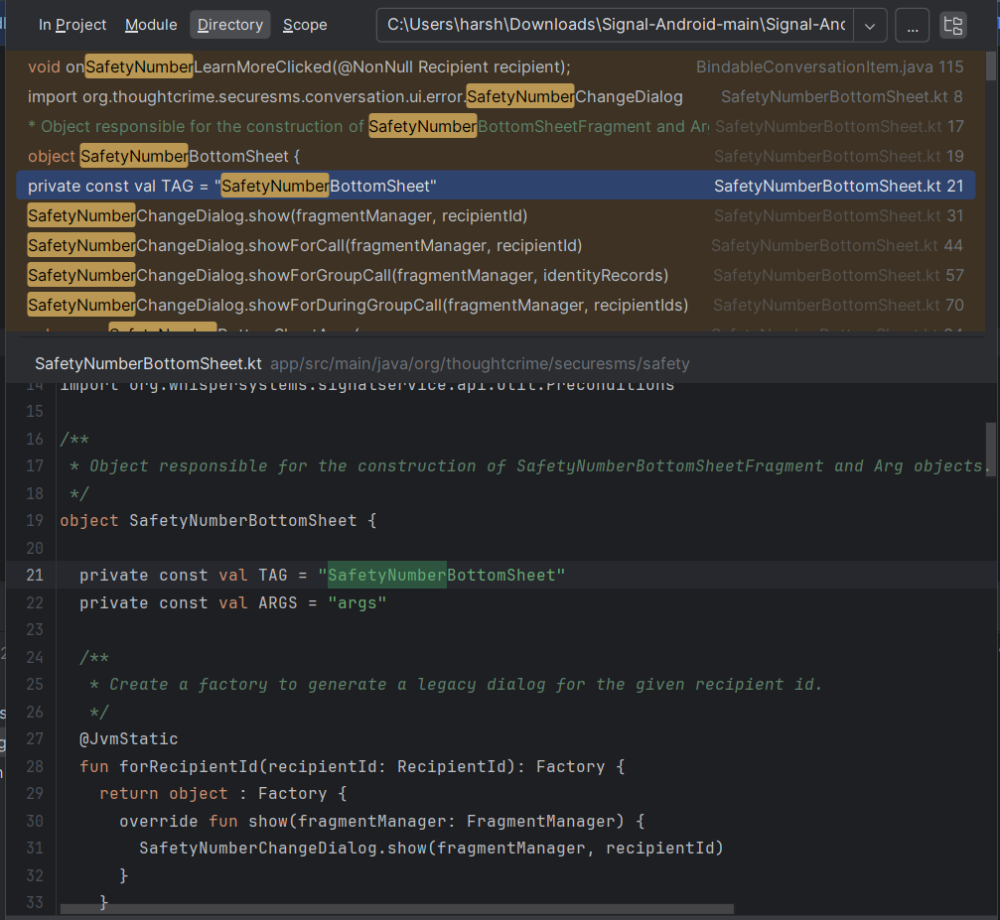 In Project Module Directory Scope C:\Users\harsh\Downloads\Signal-Android-main\Signal-Anc ...
void onSafetyNumberLearnMoreClicked(@NonNull Recipient recipient); BindableConversationItem.java 115
import org.thoughtcrime.securesms.conversation.ui.error.SafetyNumberChangeDialog SafetyNumberBottomSheet.kt 8
* Object responsible for the construction of SafetyNumberBottomSheetFragment and Ar SafetyNumberBottomSheet.kt 17
object SafetyNumberBottomSheet { SafetyNumberBottomSheet.kt 19
private const val TAG = "SafetyNumberBottomSheet" SafetyNumberBottomSheet.kt 21
SafetyNumberChangeDialog.show(fragmentManager, recipientId) SafetyNumberBottomSheet.kt 31
SafetyNumberChangeDialog.showForCall(fragmentManager, recipientId) SafetyNumberBottomSheet.kt 44
SafetyNumberChangeDialog.showForGroupCall(fragmentManager, identityRecords) SafetyNumberBottomSheet.kt 57
SafetyNumberChangeDialog.showForDuringGroupCall(fragmentManager, recipientIds) SafetyNumberBottomSheet.kt 70
SafetyNumberBottomSheet.kt app/src/main/java/org/thoughtcrime/securesms/safety
14 import org.whispersystems.signalservice.api.util.Preconditions
15
16 /**
17 * Object responsible for the construction of SafetyNumberBottomSheetFragment and Arg objects.
18 */
19 object SafetyNumberBottomSheet {
20
21 private const val TAG = "SafetyNumberBottomSheet"
22 private const val ARGS = "args"
23
24 /**
25 * Create a factory to generate a legacy dialog for the given recipient id.
26 */
27 @JvmStatic
28 fun forRecipientId(recipientId: RecipientId): Factory {
29 return object : Factory {
30 override fun show(fragmentManager: FragmentManager) {
31 SafetyNumberChangeDialog.show(fragmentManager, recipientId)
32 }
33 }